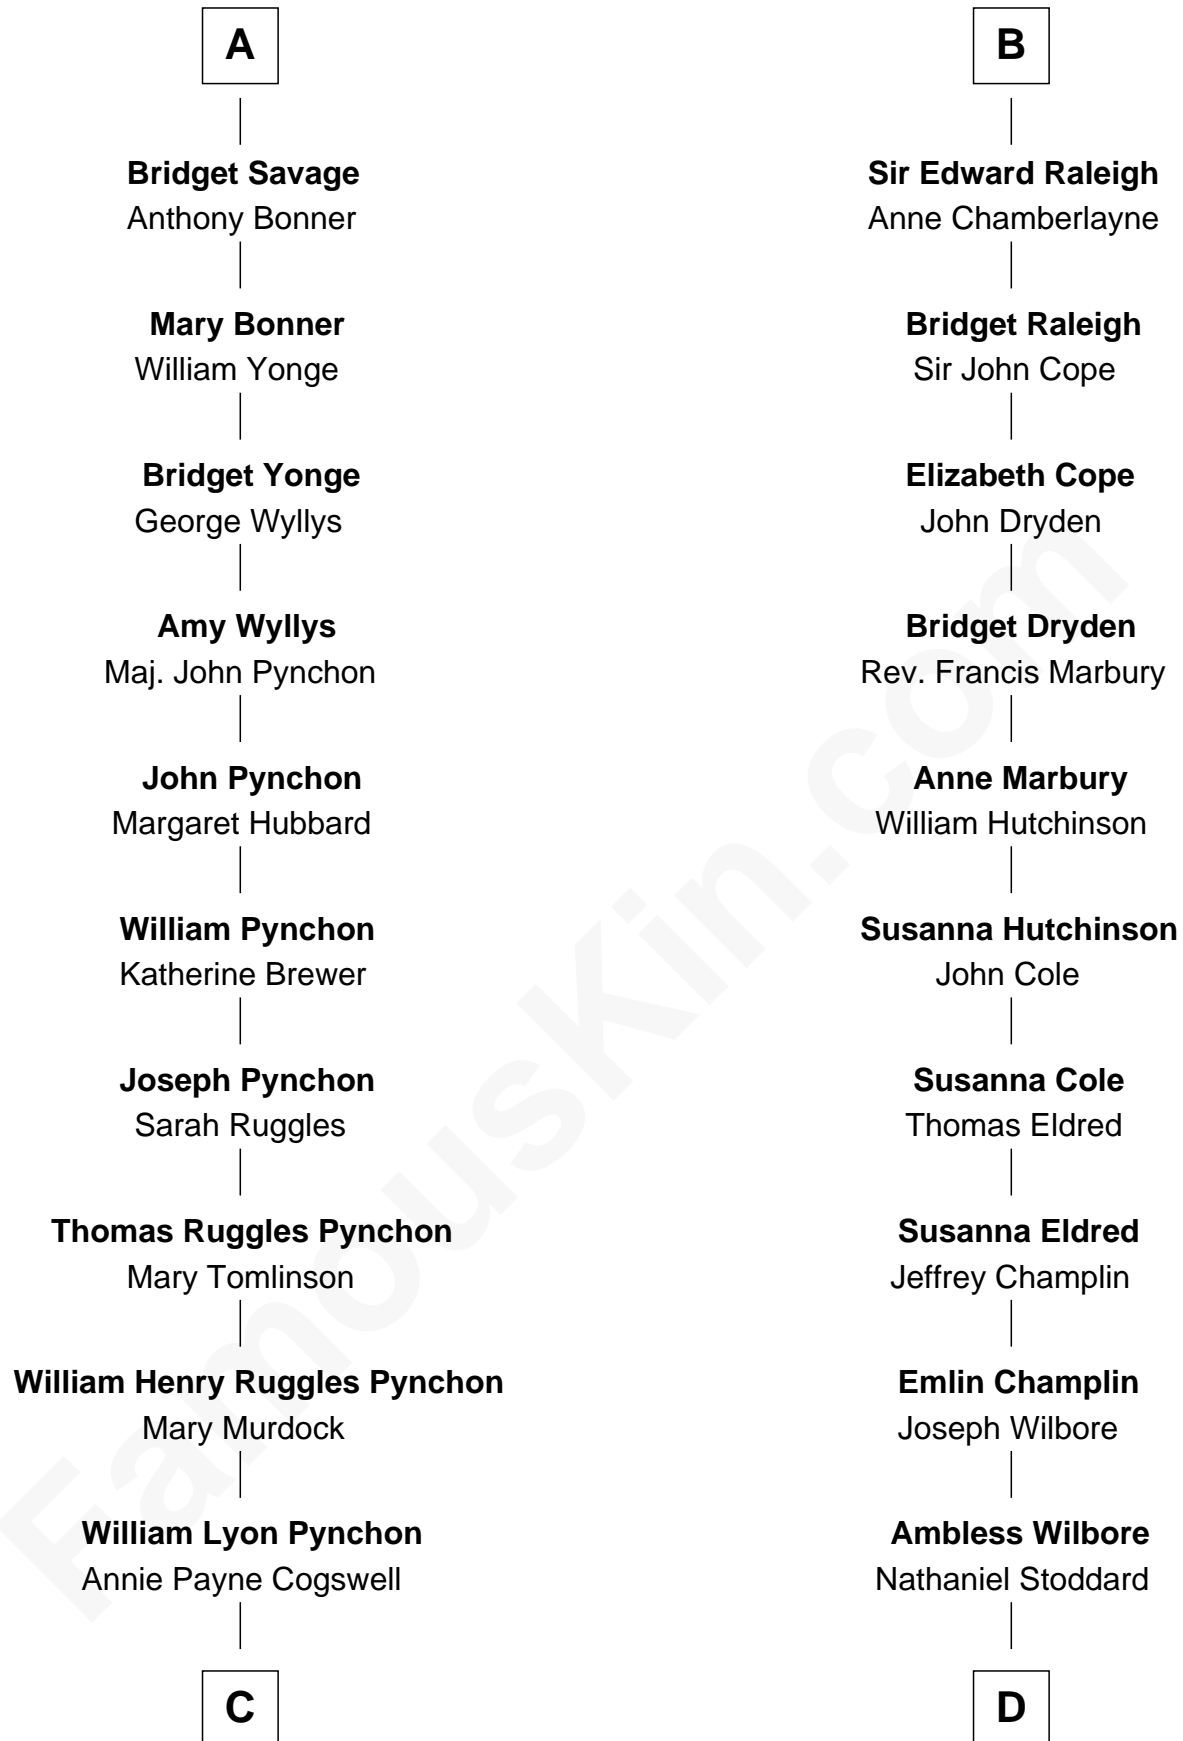 A
Bridget Savage
Anthony Bonner
Mary Bonner
William Yonge
Bridget Yonge
George Wyllys
Amy Wyllys
Maj. John Pynchon
John Pynchon
Margaret Hubbard
William Pynchon
Katherine Brewer
Joseph Pynchon
Sarah Ruggles
Thomas Ruggles Pynchon
Mary Tomlinson
William Henry Ruggles Pynchon
Mary Murdock
William Lyon Pynchon
Annie Payne Cogswell
C
B
Sir Edward Raleigh
Anne Chamberlayne
Bridget Raleigh
Sir John Cope
Elizabeth Cope
John Dryden
Bridget Dryden
Rev. Francis Marbury
Anne Marbury
William Hutchinson
Susanna Hutchinson
John Cole
Susanna Cole
Thomas Eldred
Susanna Eldred
Jeffrey Champlin
Emlin Champlin
Joseph Wilbore
Ambless Wilbore
Nathaniel Stoddard
D
FamousKin.com